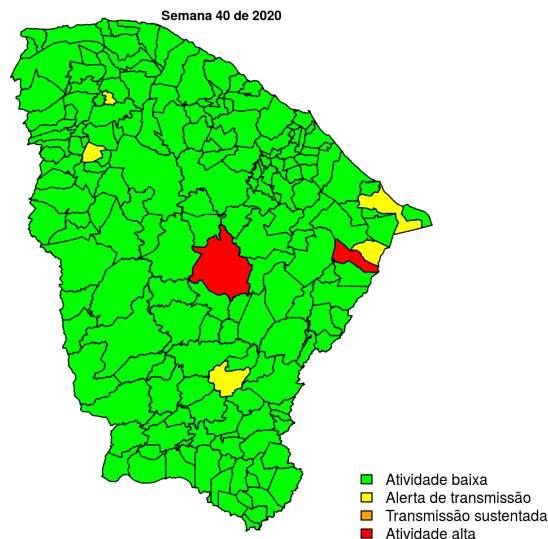 Semana 40 de 2020
Atividade baixa
Alerta de transmissão
Transmissão sustentada
Atividade alta